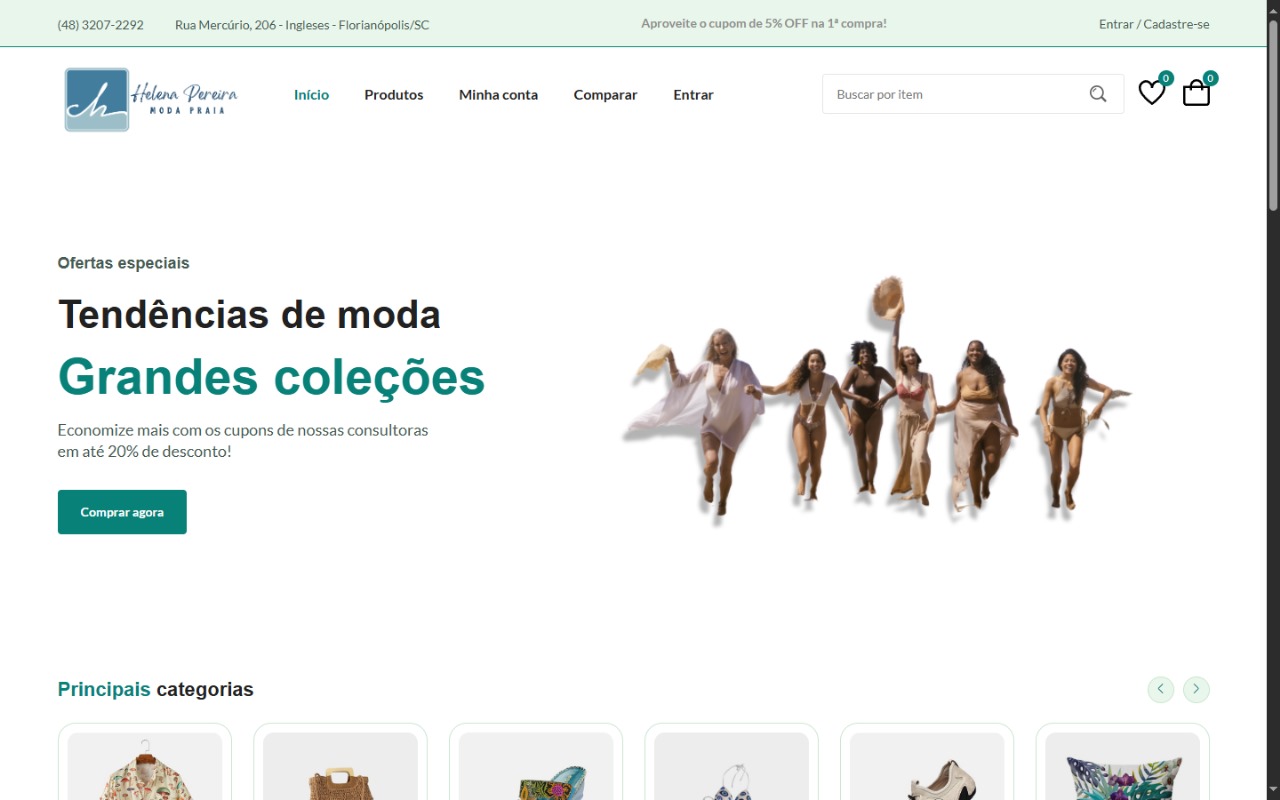 (48) 3207-2292
Rua Mercúrio, 206 - Ingleses - Florianópolis/SC
Aproveite o cupom de 5% OFF na 1ª compra!
Entrar / Cadastre-se
Helena Pereira
MODA PRAIA
Início
Produtos
Minha conta
Comparar
Entrar
Buscar por item
0
0
Ofertas especiais
Tendências de moda
Grandes coleções
Economize mais com os cupons de nossas consultoras
em até 20% de desconto!
Comprar agora
Principais categorias